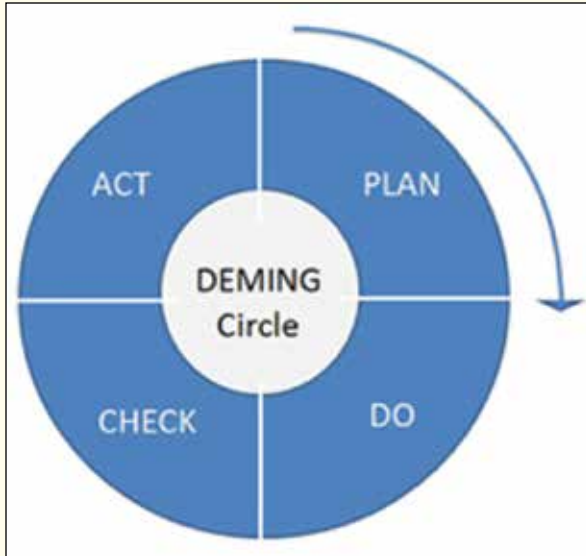 ACT
PLAN
DEMING
Circle
CHECK
DO